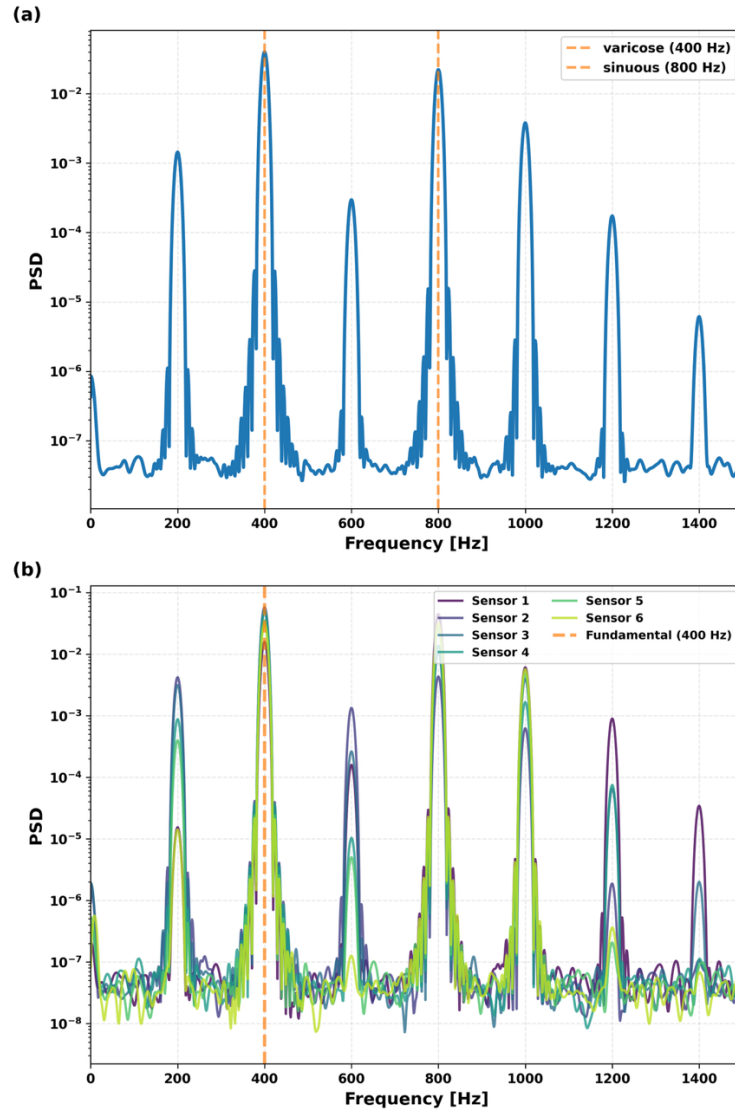 (a)
varicose (400 Hz)
sinuous (800 Hz)
10⁻²
10⁻³
10⁻⁴
10⁻⁵
10⁻⁶
10⁻⁷
PSD
0 200 400 600 800 1000 1200 1400
Frequency [Hz]
(b)
Sensor 1 Sensor 5
Sensor 2 Sensor 6
Sensor 3 Fundamental (400 Hz)
Sensor 4
10⁻¹
10⁻²
10⁻³
10⁻⁴
10⁻⁵
10⁻⁶
10⁻⁷
10⁻⁸
PSD
0 200 400 600 800 1000 1200 1400
Frequency [Hz]